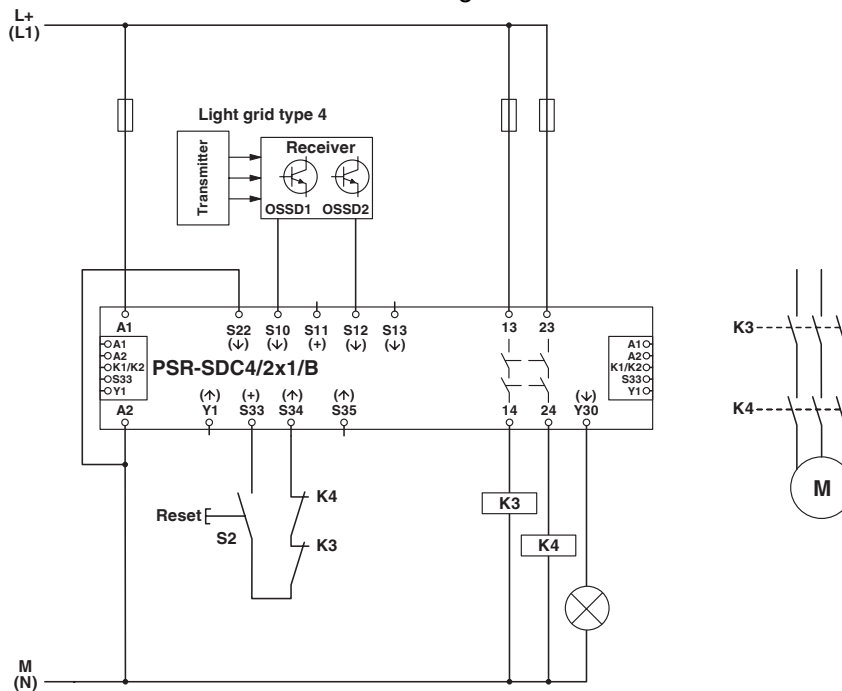 L+
(L1)
Light grid type 4
Transmitter
Receiver
OSSD1 OSSD2
A1 S22 S10 S11 S12 S13 13 23
(↓) (↓) (+) (↓) (↓)
A1
A2
K1/K2
S33
Y1
PSR-SDC4/2x1/B
A1
A2
K1/K2
S33
Y1
(↑) (+) (↑) (↑) (↓)
A2 Y1 S33 S34 S35 14 24 Y30
K3
K4
M
Reset
S2
K4
K3
K3
K4
M
(N)